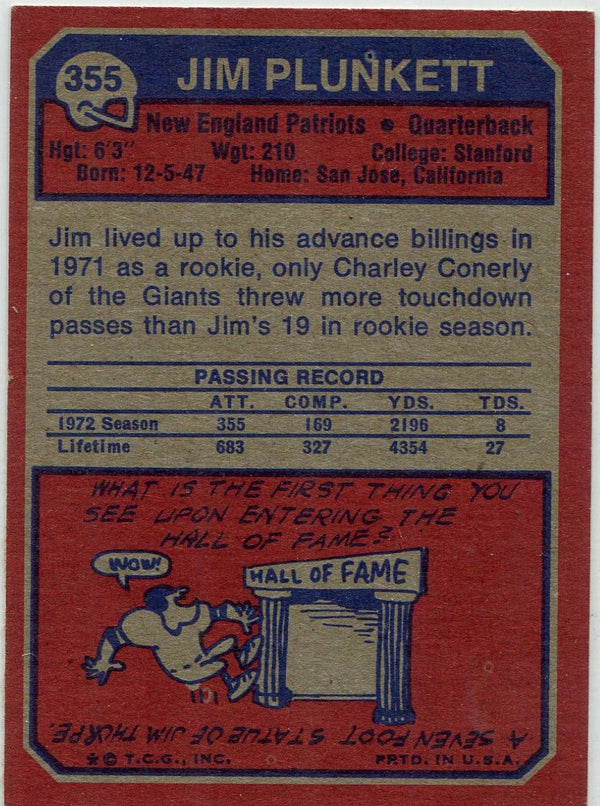 355
JIM PLUNKETT
New England Patriots • Quarterback
Hgt: 6'3" Wgt: 210 College: Stanford
Born: 12-5-47 Home: San Jose, California
Jim lived up to his advance billings in
1971 as a rookie, only Charley Conerly
of the Giants threw more touchdown
passes than Jim's 19 in rookie season.
PASSING RECORD
ATT. COMP. YDS. TDS.
1972 Season 355 169 2196 8
Lifetime 683 327 4354 27
WHAT IS THE FIRST THING YOU
SEE UPON ENTERING THE
HALL OF FAME?
WOW!
HALL OF FAME
A SEVEN FOOT STATUE OF JIM THORPE.
* © T.C.G., INC. PRTD. IN U.S.A.